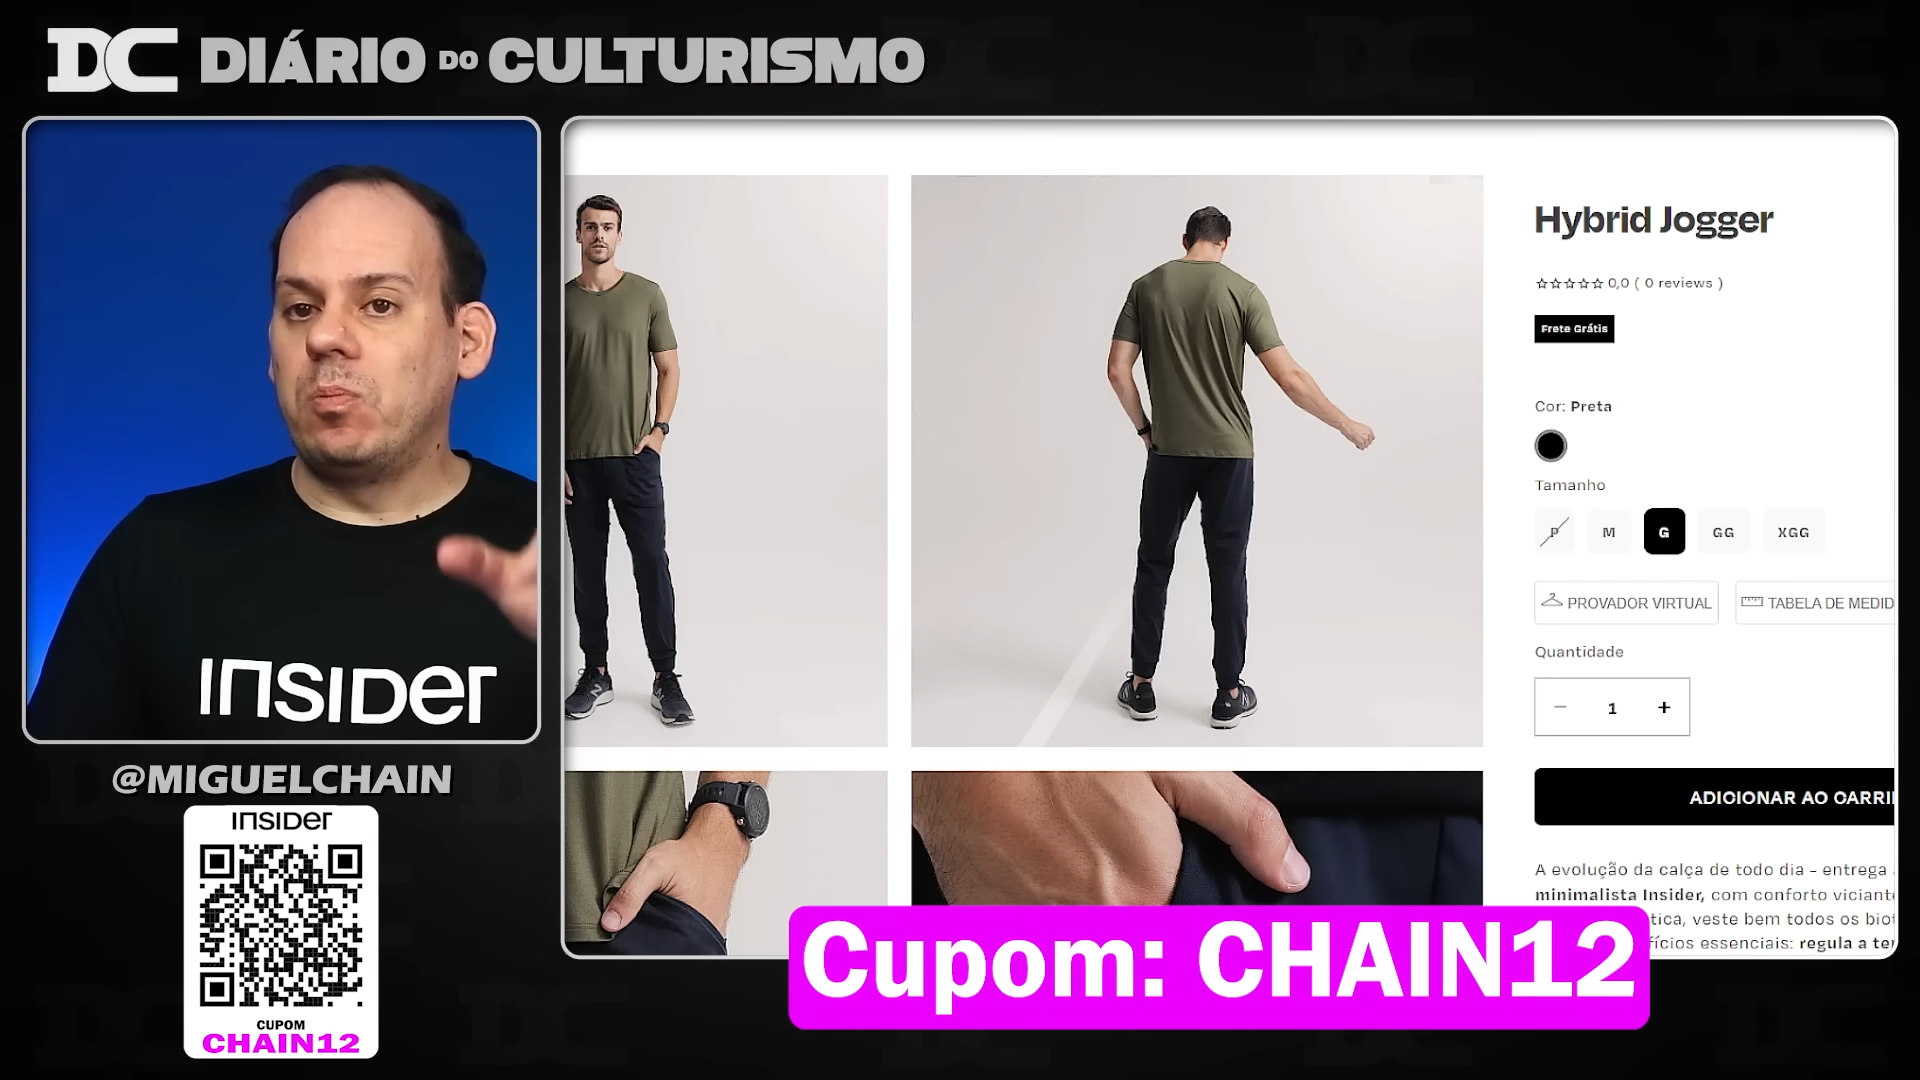 DC DIÁRIO DO CULTURISMO
InSIDer
@MIGUELCHAIN
InSIDer
CUPOM
CHAIN12
Hybrid Jogger
0,0 ( 0 reviews )
Frete Grátis
Cor: Preta
Tamanho
P M G GG XGG
PROVADOR VIRTUAL TABELA DE MEDID
Quantidade
− 1 +
ADICIONAR AO CARRI
A evolução da calça de todo dia - entrega
minimalista Insider, com conforto viciante
tica, veste bem todos os biot
fícios essenciais: regula a te
Cupom: CHAIN12